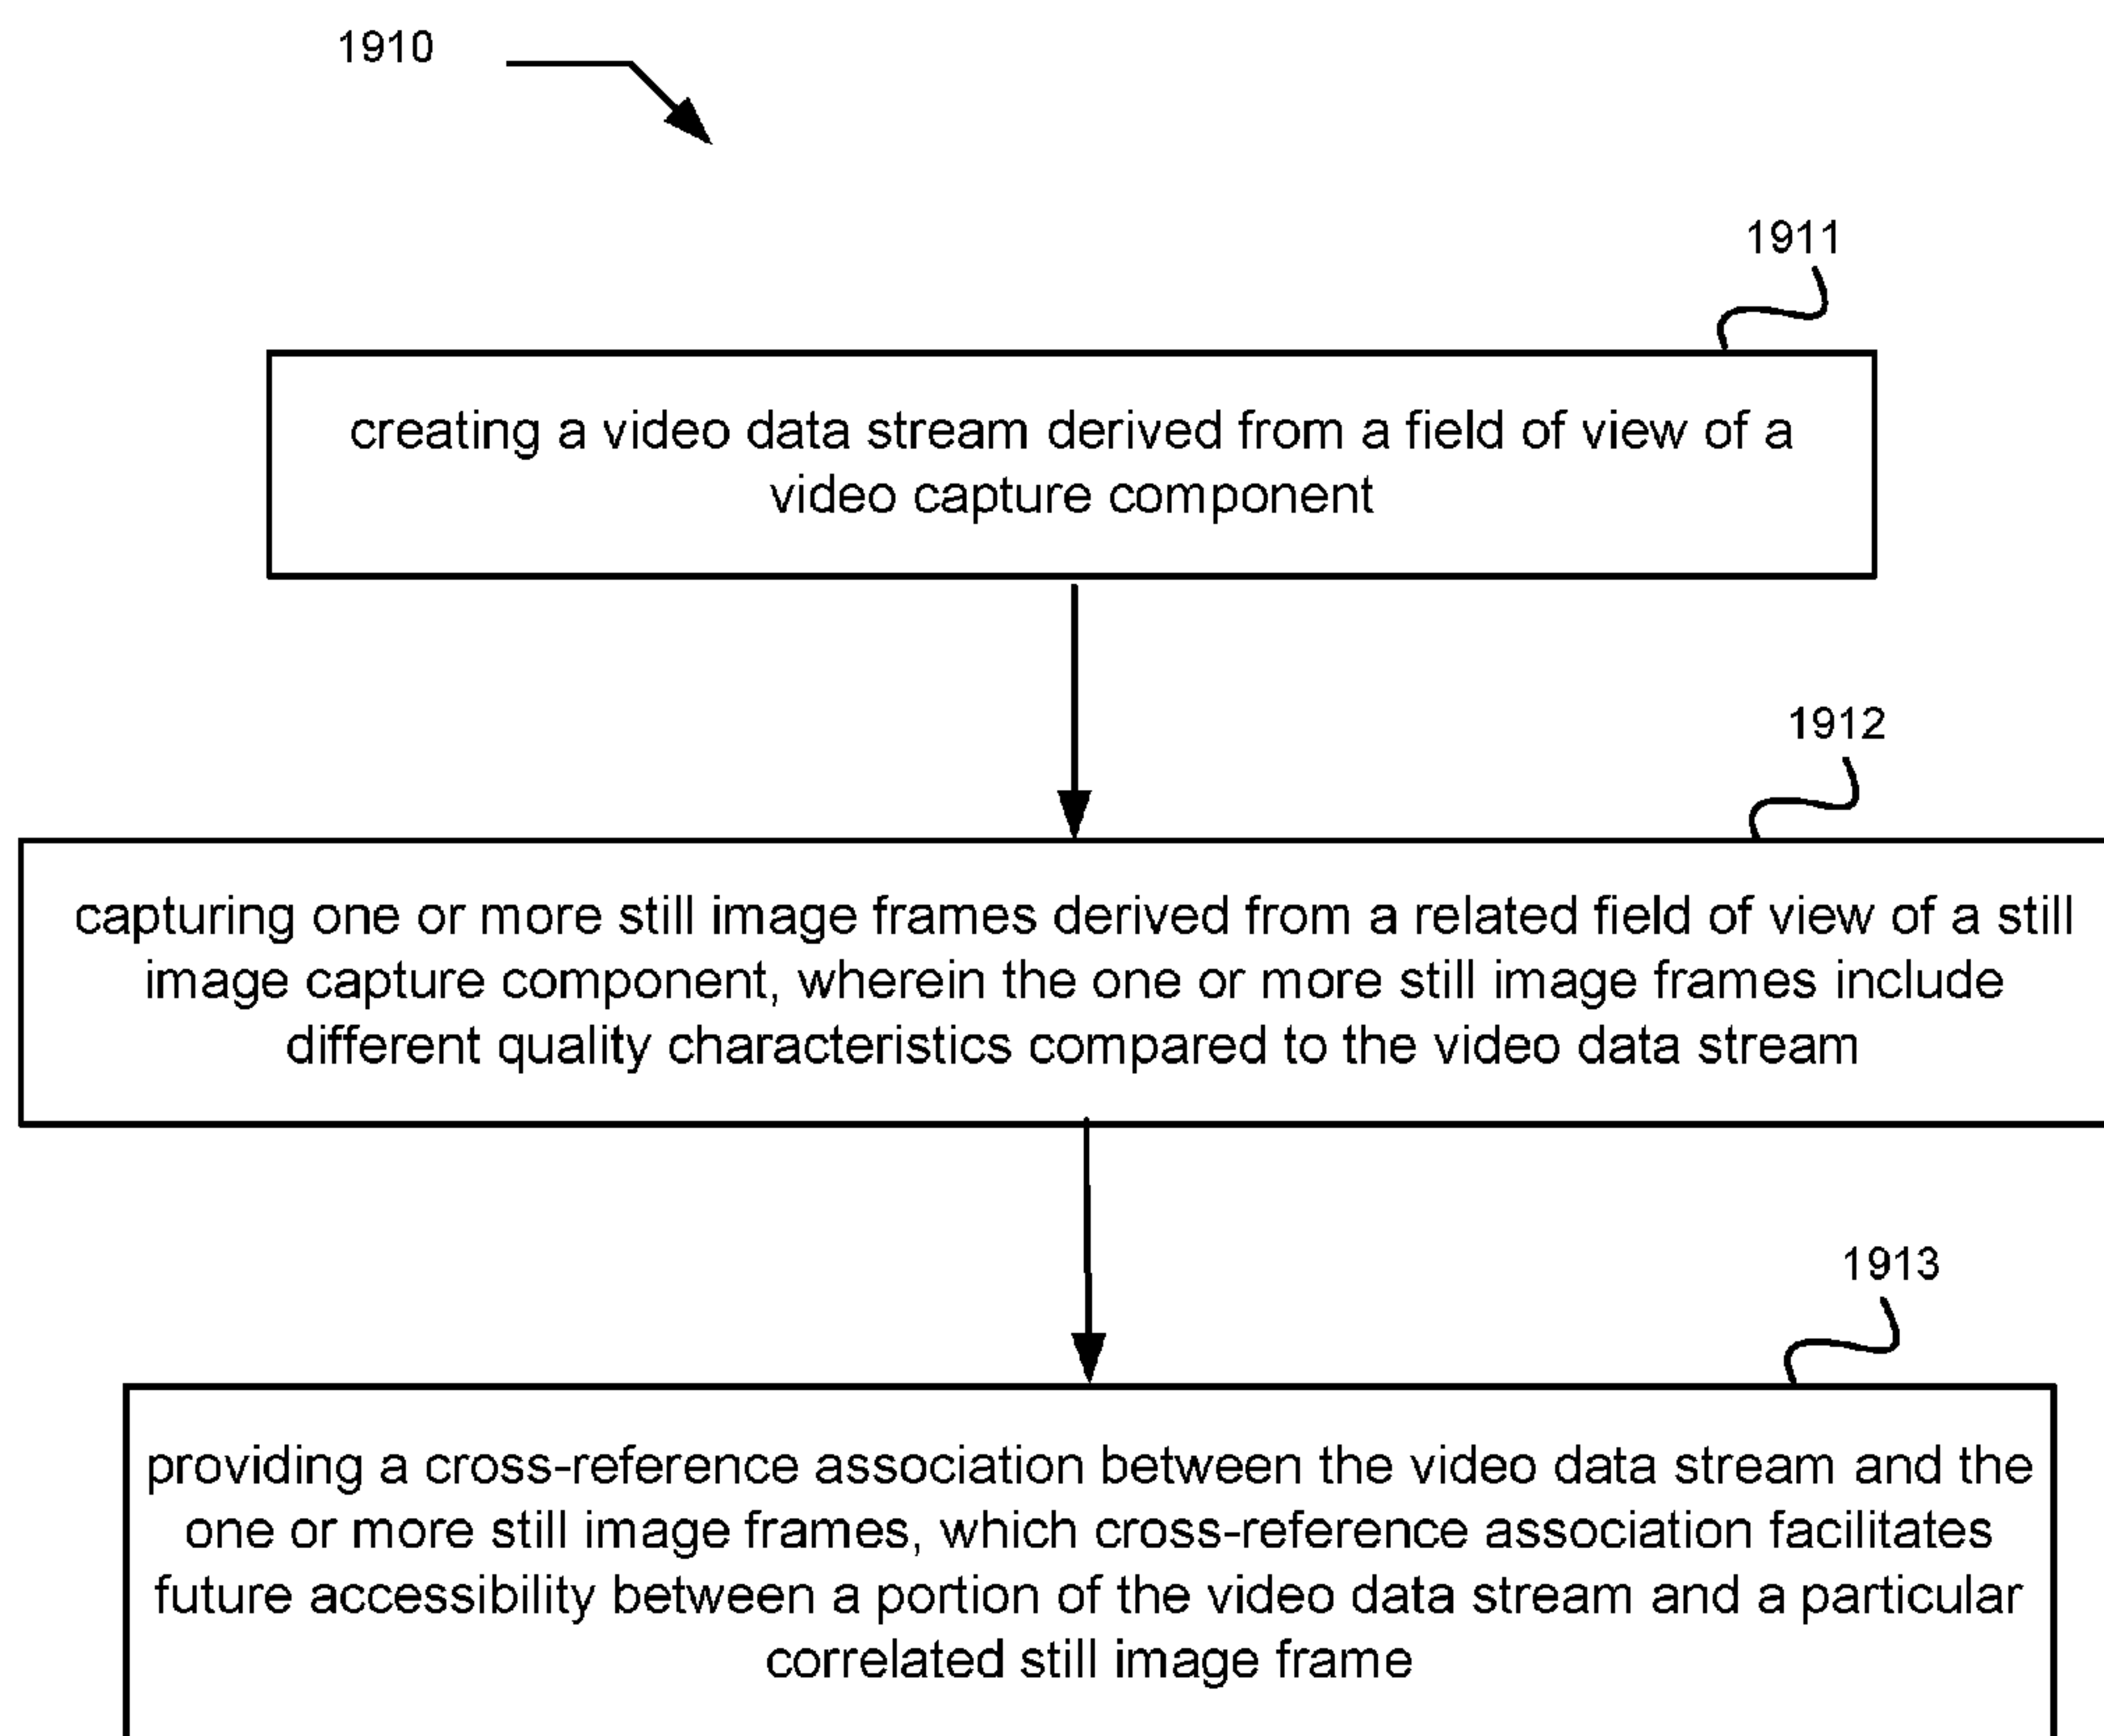 1910
1911
creating a video data stream derived from a field of view of a
video capture component
1912
capturing one or more still image frames derived from a related field of view of a still
image capture component, wherein the one or more still image frames include
different quality characteristics compared to the video data stream
1913
providing a cross-reference association between the video data stream and the
one or more still image frames, which cross-reference association facilitates
future accessibility between a portion of the video data stream and a particular
correlated still image frame